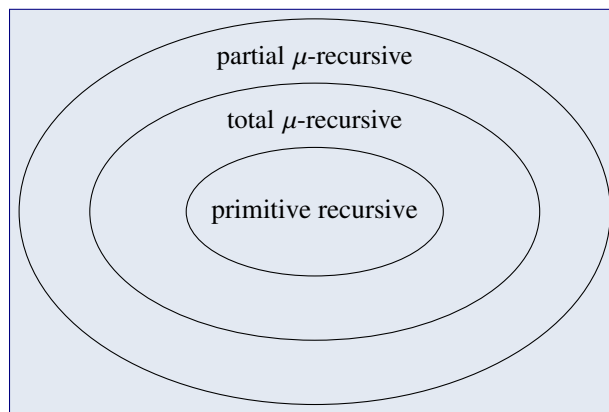 partial μ-recursive
total μ-recursive
primitive recursive